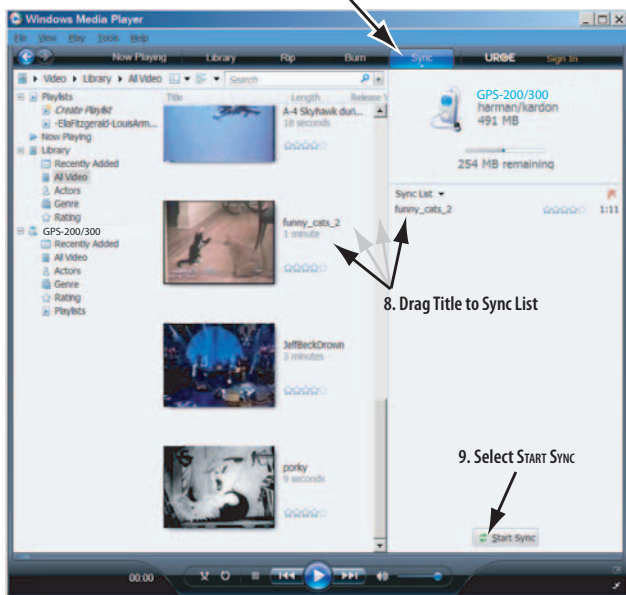 Windows Media Player
File View Play Tools Help
Now Playing Library Rip Burn Sync URGE Sign In
Video Library All Video Search
Playlists
Create Playlist
-EllaFitzgerald-LouisArm...
Now Playing
Library
Recently Added
All Video
Actors
Genre
Rating
GPS-200/300
Recently Added
All Video
Actors
Genre
Rating
Playlists
Title Length Release Y
A-4 Skyhawk duri...
18 seconds
funny_cats_2
1 minute
JeffBeckDrown
3 minutes
porky
9 seconds
GPS-200/300
harman/kardon
491 MB
254 MB remaining
Sync List
funny_cats_2 1:11
8. Drag Title to Sync List
9. Select START SYNC
Start Sync
00:00